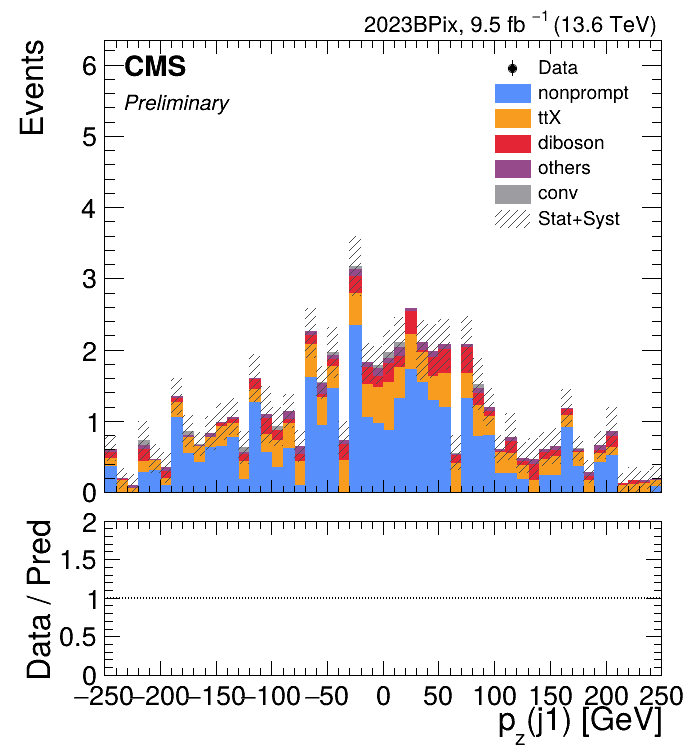 2023BPix, 9.5 fb⁻¹ (13.6 TeV)
CMS
Preliminary
Events
6
5
4
3
2
1
0
Data
nonprompt
ttX
diboson
others
conv
Stat+Syst
Data / Pred
2
1.5
1
0.5
0
−250 −200 −150 −100 −50 0 50 100 150 200 250
p_z(j1) [GeV]